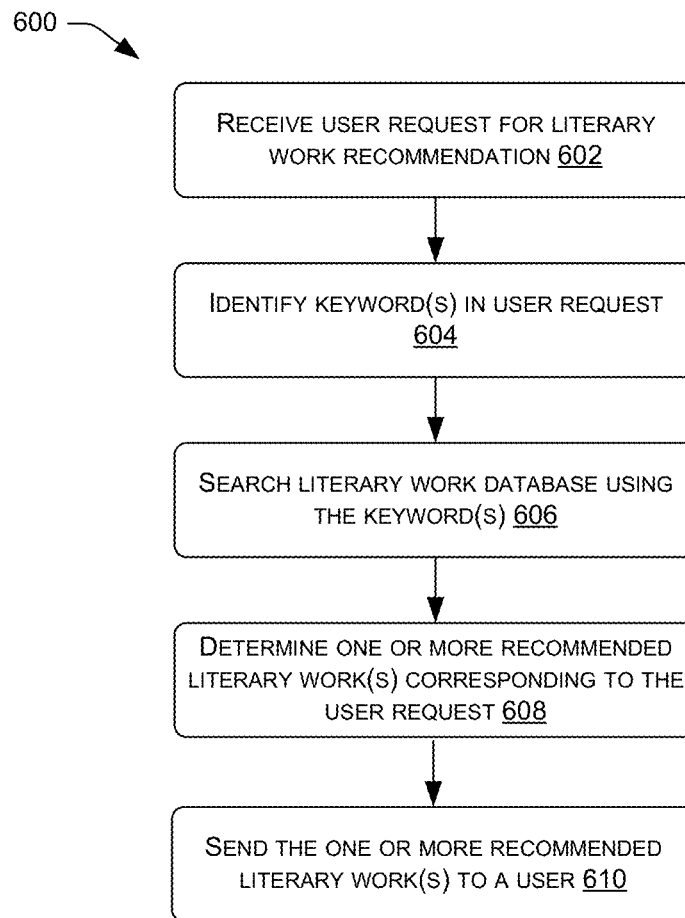 600
RECEIVE USER REQUEST FOR LITERARY
WORK RECOMMENDATION 602
IDENTIFY KEYWORD(S) IN USER REQUEST
604
SEARCH LITERARY WORK DATABASE USING
THE KEYWORD(S) 606
DETERMINE ONE OR MORE RECOMMENDED
LITERARY WORK(S) CORRESPONDING TO THE
USER REQUEST 608
SEND THE ONE OR MORE RECOMMENDED
LITERARY WORK(S) TO A USER 610